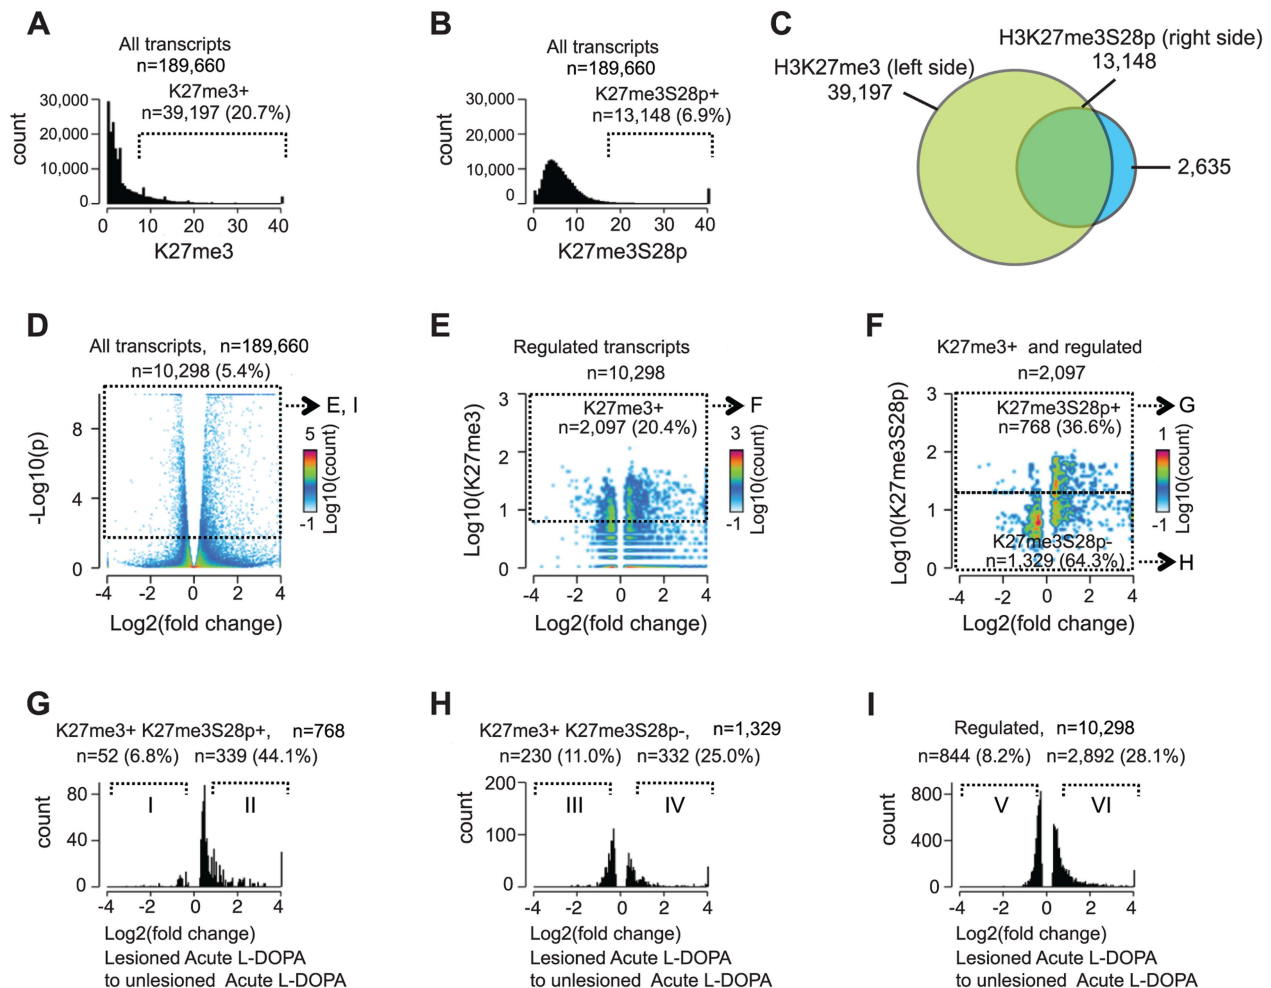 A
All transcripts
n=189,660
K27me3+
n=39,197 (20.7%)
count
30,000
20,000
10,000
0
0 10 20 30 40
K27me3
B
All transcripts
n=189,660
K27me3S28p+
n=13,148 (6.9%)
count
30,000
20,000
10,000
0
0 10 20 30 40
K27me3S28p
C
H3K27me3S28p (right side)
13,148
H3K27me3 (left side)
39,197
2,635
D
All transcripts, n=189,660
n=10,298 (5.4%)
E, I
-Log10(p)
8
4
0
-4 -2 0 2 4
Log2(fold change)
5
Log10(count)
-1
E
Regulated transcripts
n=10,298
K27me3+
n=2,097 (20.4%)
F
Log10(K27me3)
3
2
1
0
-4 -2 0 2 4
Log2(fold change)
3
Log10(count)
-1
F
K27me3+ and regulated
n=2,097
K27me3S28p+
n=768 (36.6%)
G
Log10(K27me3S28p)
3
2
1
0
K27me3S28p-
n=1,329 (64.3%)
H
-4 -2 0 2 4
Log2(fold change)
1
Log10(count)
-1
G
K27me3+ K27me3S28p+, n=768
n=52 (6.8%) n=339 (44.1%)
I II
count
80
40
0
-4 -2 0 2 4
Log2(fold change)
Lesioned Acute L-DOPA
to unlesioned Acute L-DOPA
H
K27me3+ K27me3S28p-, n=1,329
n=230 (11.0%) n=332 (25.0%)
III IV
count
200
100
0
-4 -2 0 2 4
Log2(fold change)
Lesioned Acute L-DOPA
to unlesioned Acute L-DOPA
I
Regulated, n=10,298
n=844 (8.2%) n=2,892 (28.1%)
V VI
count
800
400
0
-4 -2 0 2 4
Log2(fold change)
Lesioned Acute L-DOPA
to unlesioned Acute L-DOPA